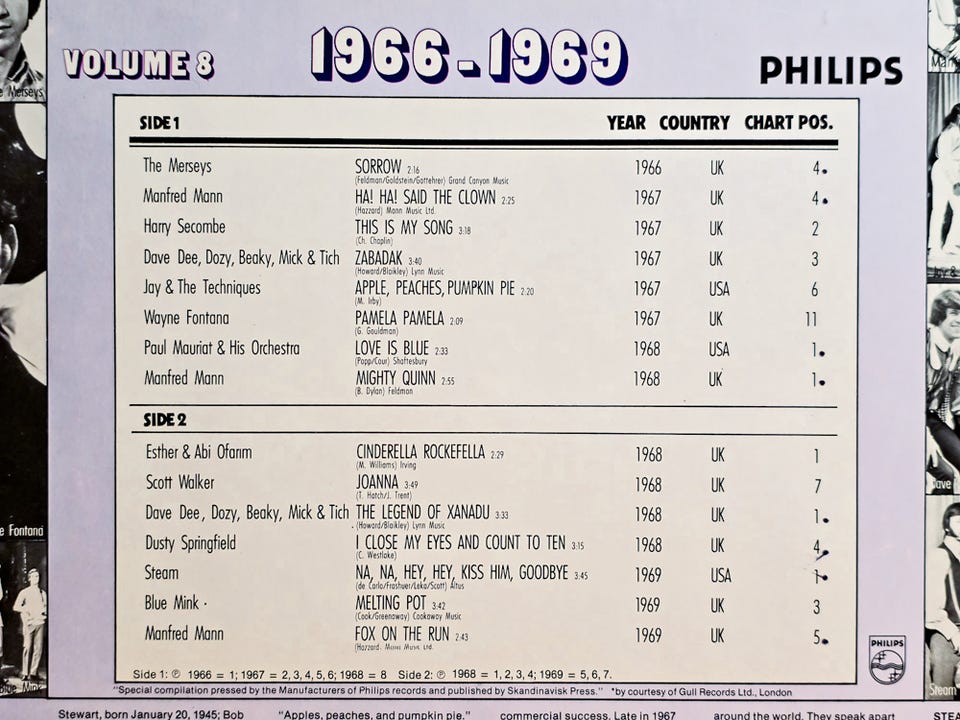 VOLUME 8 1966-1969 PHILIPS
SIDE 1 YEAR COUNTRY CHART POS.
The Merseys SORROW 2:16 1966 UK 4.
(Feldman/Goldstein/Gottehrer) Grand Canyon Music
Manfred Mann HA! HA! SAID THE CLOWN 2:25 1967 UK 4.
(Hazzard) Mann Music Ltd.
Harry Secombe THIS IS MY SONG 3:18 1967 UK 2
(Ch. Chaplin)
Dave Dee, Dozy, Beaky, Mick & Tich ZABADAK 3:40 1967 UK 3
(Howard/Blaikley) Lynn Music
Jay & The Techniques APPLE, PEACHES, PUMPKIN PIE 2:20 1967 USA 6
(M. Irby)
Wayne Fontana PAMELA PAMELA 2:09 1967 UK 11
(G. Gouldman)
Paul Mauriat & His Orchestra LOVE IS BLUE 2:33 1968 USA 1.
(Popp/Cour) Shaftesbury
Manfred Mann MIGHTY QUINN 2:55 1968 UK 1.
(B. Dylan) Feldman
SIDE 2
Esther & Abi Ofarim CINDERELLA ROCKEFELLA 2:29 1968 UK 1
(M. Williams) Irving
Scott Walker JOANNA 3:49 1968 UK 7
(T. Hatch/J. Trent)
Dave Dee, Dozy, Beaky, Mick & Tich THE LEGEND OF XANADU 3:33 1968 UK 1.
(Howard/Blaikley) Lynn Music
Dusty Springfield I CLOSE MY EYES AND COUNT TO TEN 3:15 1968 UK 4.
(C. Westlake)
Steam NA, NA, HEY, HEY, KISS HIM, GOODBYE 3:45 1969 USA 1.
(de Carlo/Frashuer/Leka/Scott) Altus
Blue Mink MELTING POT 3:42 1969 UK 3
(Cook/Greenaway) Cookaway Music
Manfred Mann FOX ON THE RUN 2:43 1969 UK 5.
(Hazzard) Mann Music Ltd.
PHILIPS
Side 1: ℗ 1966 = 1; 1967 = 2, 3, 4, 5, 6; 1968 = 8 Side 2: ℗ 1968 = 1, 2, 3, 4; 1969 = 5, 6, 7.
"Special compilation pressed by the Manufacturers of Philips records and published by Skandinavisk Press." *by courtesy of Gull Records Ltd., London
Stewart, born January 20, 1945; Bob "Apples, peaches, and pumpkin pie." commercial success. Late in 1967 around the world. They speak apart
e Merseys
e Fontana
Blue Mink
Steam